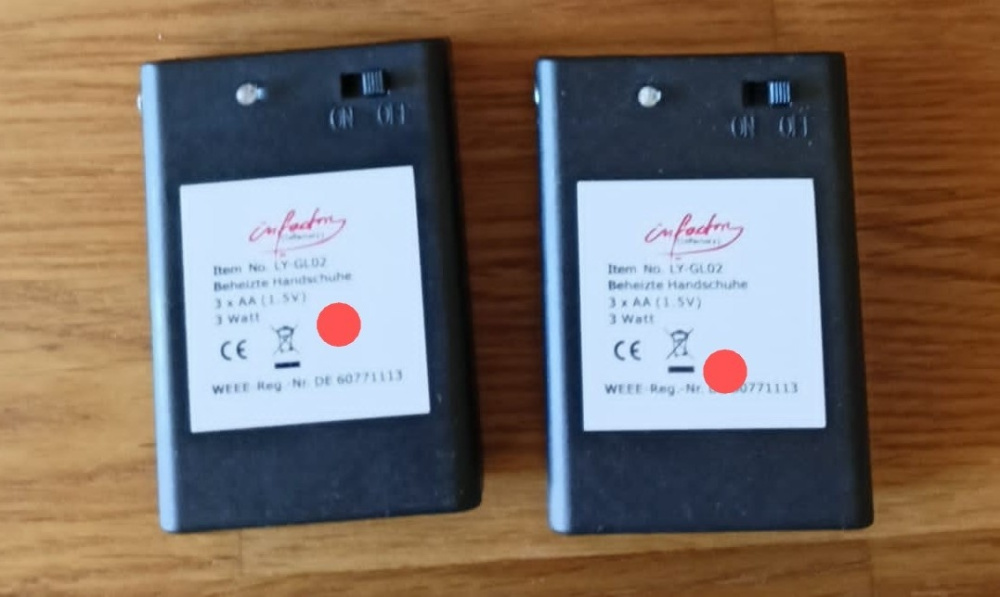 ON OFF
infactory
Item No. LY-GL02
Beheizte Handschuhe
3 x AA (1.5V)
3 Watt
CE
WEEE-Reg.-Nr. DE 60771113
ON OFF
infactory
Item No. LY-GL02
Beheizte Handschuhe
3 x AA (1.5V)
3 Watt
CE
WEEE-Reg.-Nr. 60771113